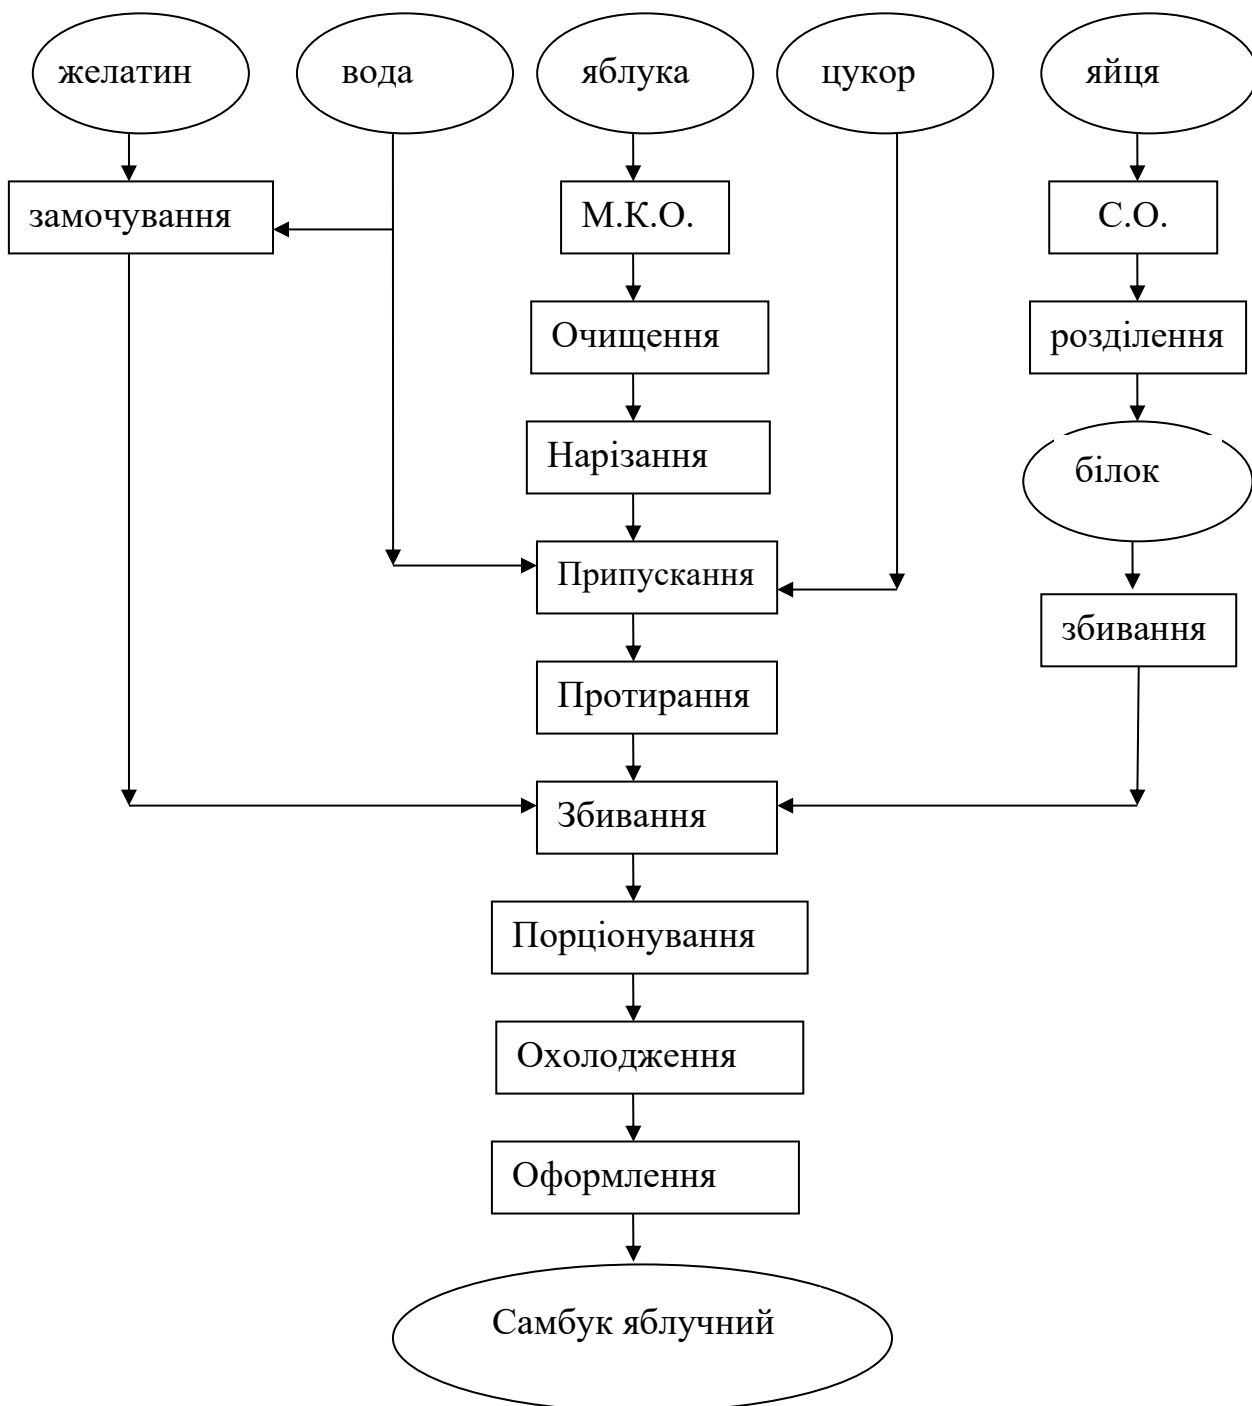 желатин
вода
яблука
цукор
яйця
замочування
М.К.О.
С.О.
Очищення
розділення
Нарізання
білок
Припускання
збивання
Протирання
Збивання
Порціонування
Охолодження
Оформлення
Самбук яблучний